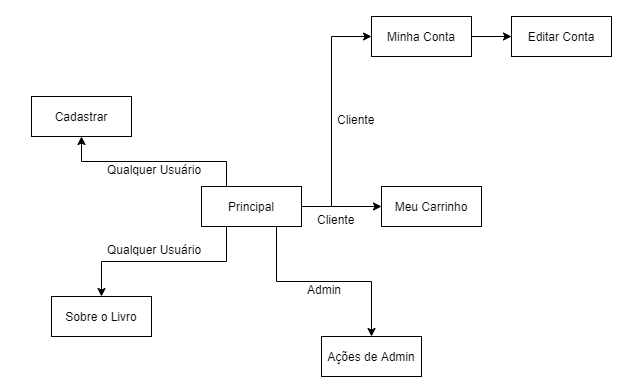 Minha Conta
Editar Conta
Cadastrar
Cliente
Qualquer Usuário
Principal
Cliente
Meu Carrinho
Qualquer Usuário
Admin
Sobre o Livro
Ações de Admin